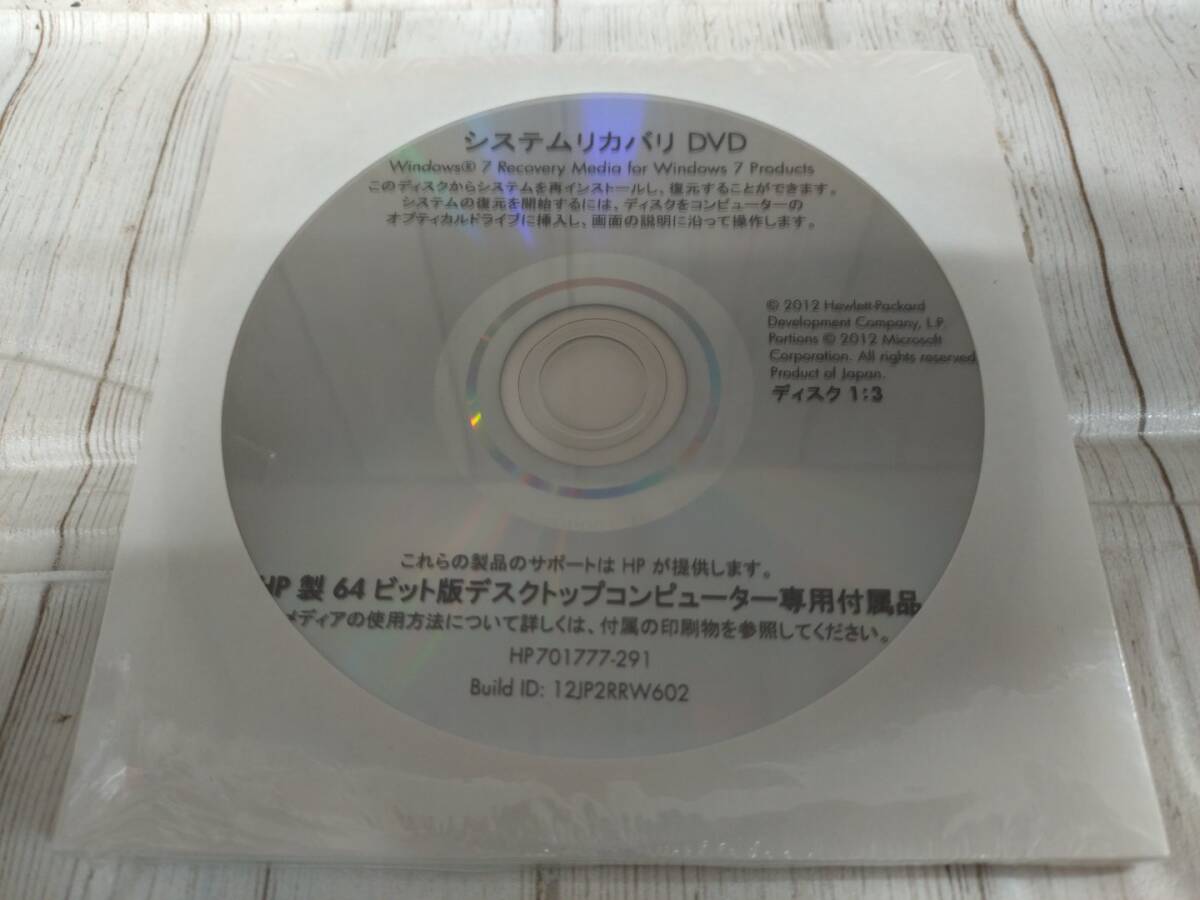 システムリカバリ DVD
Windows® 7 Recovery Media for Windows 7 Products
このディスクからシステムを再インストールし、復元することができます。
システムの復元を開始するには、ディスクをコンピューターの
オプティカルドライブに挿入し、画面の説明に沿って操作します。
© 2012 Hewlett-Packard
Development Company, L.P.
Portions © 2012 Microsoft
Corporation. All rights reserved
Product of Japan.
ディスク 1:3
これらの製品のサポートは HP が提供します。
HP 製 64 ビット版デスクトップコンピューター専用付属品
メディアの使用方法について詳しくは、付属の印刷物を参照してください。
HP701777-291
Build ID: 12JP2RRW602